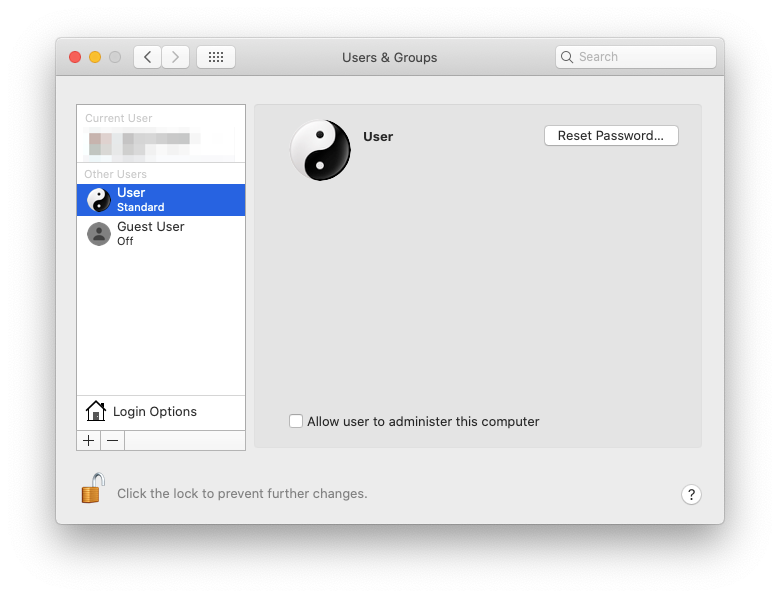 Users & Groups
Search
Current User
Other Users
User
Standard
Guest User
Off
Login Options
+ −
User
Reset Password...
Allow user to administer this computer
Click the lock to prevent further changes.
?